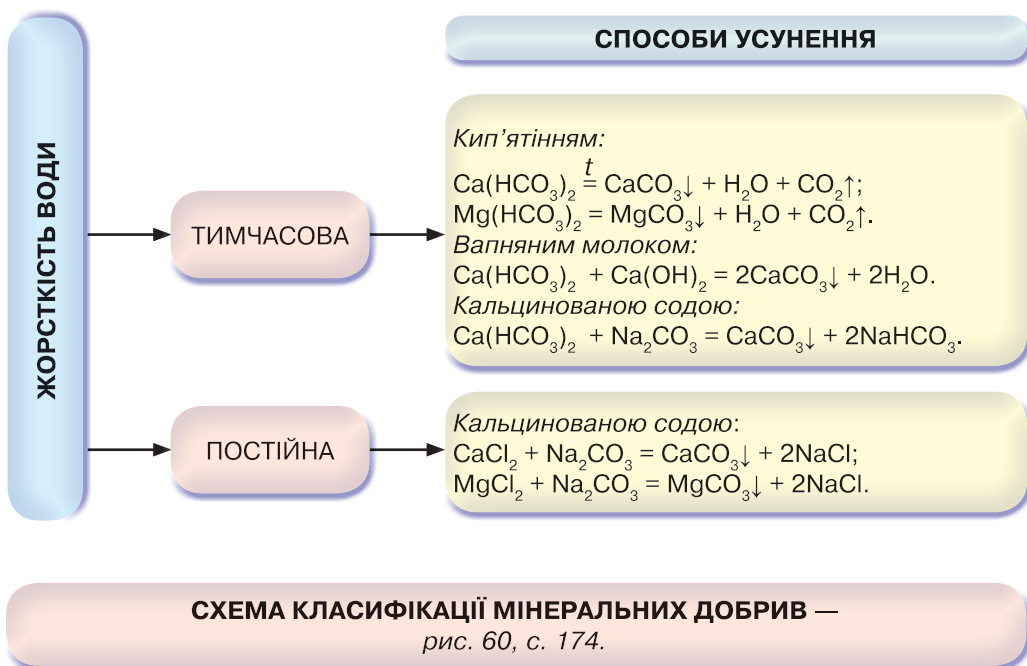 ЖОРСТКІСТЬ ВОДИ
СПОСОБИ УСУНЕННЯ
ТИМЧАСОВА
Кип’ятінням:
t
Ca(HCO₃)₂ = CaCO₃↓ + H₂O + CO₂↑;
Mg(HCO₃)₂ = MgCO₃↓ + H₂O + CO₂↑.
Вапняним молоком:
Ca(HCO₃)₂ + Ca(OH)₂ = 2CaCO₃↓ + 2H₂O.
Кальцинованою содою:
Ca(HCO₃)₂ + Na₂CO₃ = CaCO₃↓ + 2NaHCO₃.
ПОСТІЙНА
Кальцинованою содою:
CaCl₂ + Na₂CO₃ = CaCO₃↓ + 2NaCl;
MgCl₂ + Na₂CO₃ = MgCO₃↓ + 2NaCl.
СХЕМА КЛАСИФІКАЦІЇ МІНЕРАЛЬНИХ ДОБРИВ —
рис. 60, с. 174.